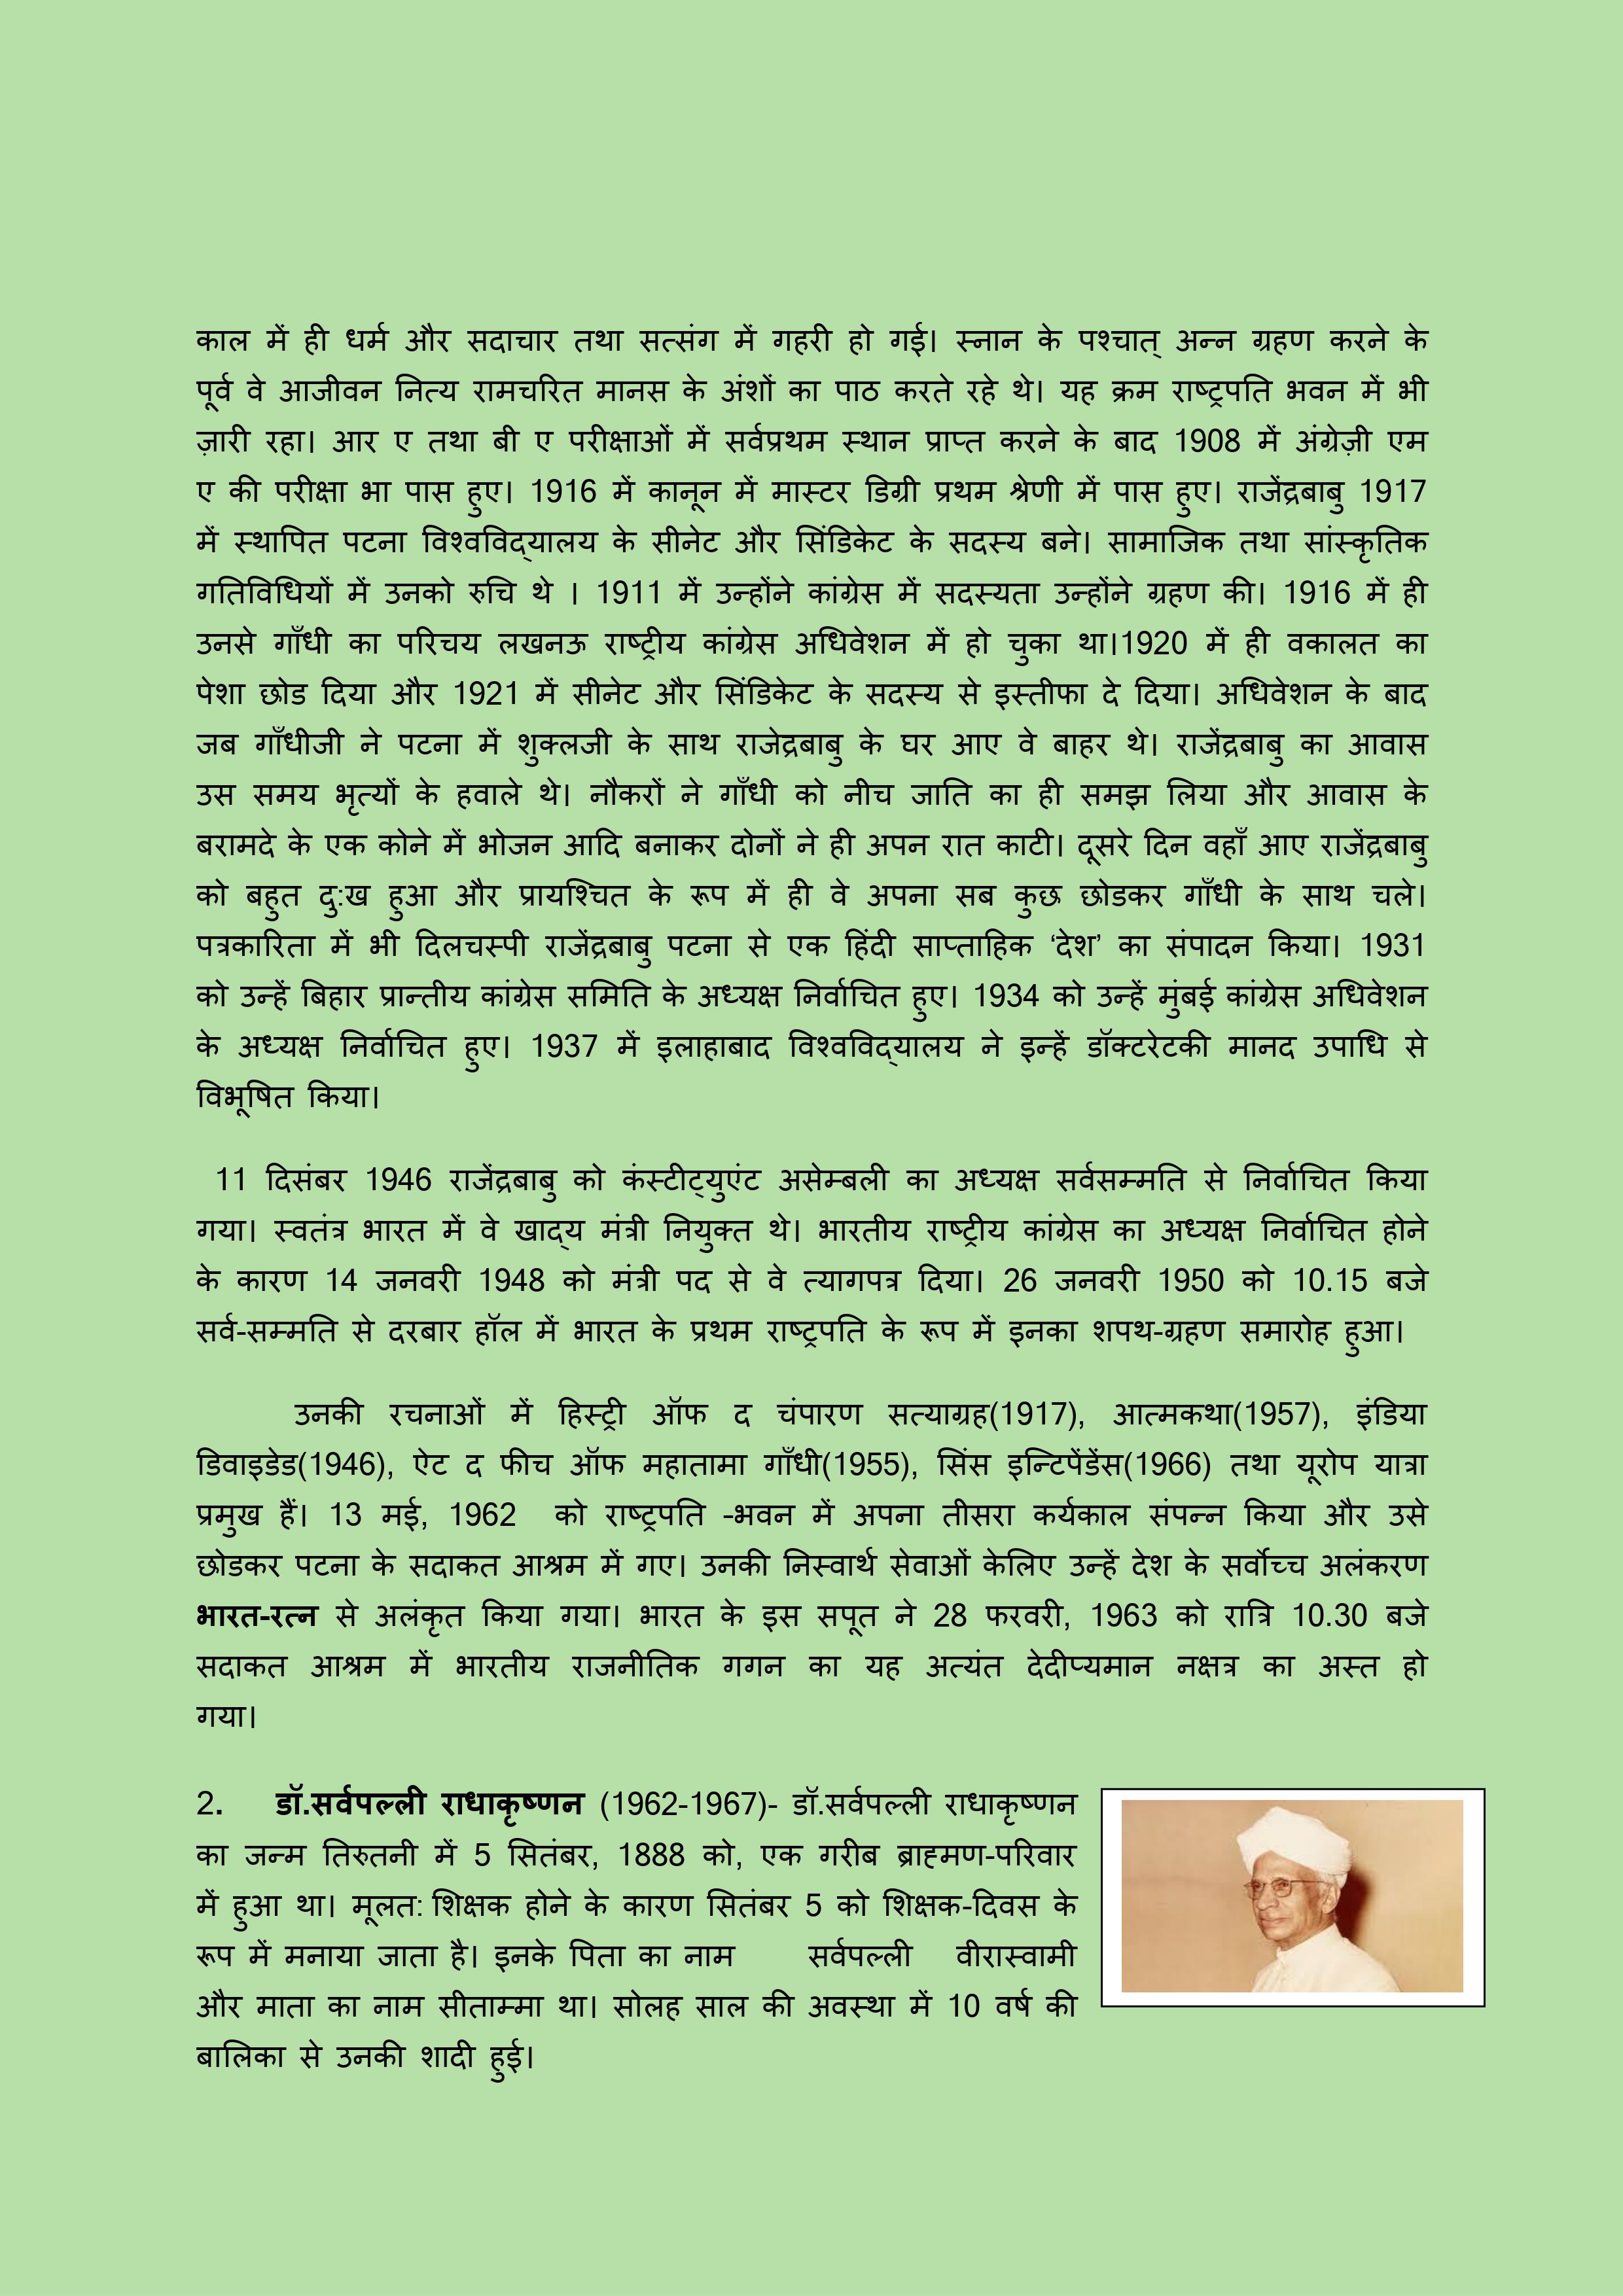 काल में ही धर्म और सदाचार तथा सत्संग में गहरी हो गई। स्नान के पश्चात् अन्न ग्रहण करने के
पूर्व वे आजीवन नित्य रामचरित मानस के अंशों का पाठ करते रहे थे। यह क्रम राष्ट्रपति भवन में भी
ज़ारी रहा। आर ए तथा बी ए परीक्षाओं में सर्वप्रथम स्थान प्राप्त करने के बाद 1908 में अंग्रेज़ी एम
ए की परीक्षा भा पास हुए। 1916 में कानून में मास्टर डिग्री प्रथम श्रेणी में पास हुए। राजेंद्रबाबु 1917
में स्थापित पटना विश्वविद्यालय के सीनेट और सिंडिकेट के सदस्य बने। सामाजिक तथा सांस्कृतिक
गतिविधियों में उनको रुचि थे । 1911 में उन्होंने कांग्रेस में सदस्यता उन्होंने ग्रहण की। 1916 में ही
उनसे गाँधी का परिचय लखनऊ राष्ट्रीय कांग्रेस अधिवेशन में हो चुका था।1920 में ही वकालत का
पेशा छोड दिया और 1921 में सीनेट और सिंडिकेट के सदस्य से इस्तीफा दे दिया। अधिवेशन के बाद
जब गाँधीजी ने पटना में शुक्लजी के साथ राजेद्रबाबु के घर आए वे बाहर थे। राजेंद्रबाबु का आवास
उस समय भृत्यों के हवाले थे। नौकरों ने गाँधी को नीच जाति का ही समझ लिया और आवास के
बरामदे के एक कोने में भोजन आदि बनाकर दोनों ने ही अपन रात काटी। दूसरे दिन वहाँ आए राजेंद्रबाबु
को बहुत दु:ख हुआ और प्रायश्चित के रूप में ही वे अपना सब कुछ छोडकर गाँधी के साथ चले।
पत्रकारिता में भी दिलचस्पी राजेंद्रबाबु पटना से एक हिंदी साप्ताहिक ‘देश’ का संपादन किया। 1931
को उन्हें बिहार प्रान्तीय कांग्रेस समिति के अध्यक्ष निर्वाचित हुए। 1934 को उन्हें मुंबई कांग्रेस अधिवेशन
के अध्यक्ष निर्वाचित हुए। 1937 में इलाहाबाद विश्वविद्यालय ने इन्हें डॉक्टरेटकी मानद उपाधि से
विभूषित किया।
11 दिसंबर 1946 राजेंद्रबाबु को कंस्टीट्युएंट असेम्बली का अध्यक्ष सर्वसम्मति से निर्वाचित किया
गया। स्वतंत्र भारत में वे खाद्य मंत्री नियुक्त थे। भारतीय राष्ट्रीय कांग्रेस का अध्यक्ष निर्वाचित होने
के कारण 14 जनवरी 1948 को मंत्री पद से वे त्यागपत्र दिया। 26 जनवरी 1950 को 10.15 बजे
सर्व-सम्मति से दरबार हॉल में भारत के प्रथम राष्ट्रपति के रूप में इनका शपथ-ग्रहण समारोह हुआ।
उनकी रचनाओं में हिस्ट्री ऑफ द चंपारण सत्याग्रह(1917), आत्मकथा(1957), इंडिया
डिवाइडेड(1946), ऐट द फीच ऑफ महातामा गाँधी(1955), सिंस इन्टिपेंडेंस(1966) तथा यूरोप यात्रा
प्रमुख हैं। 13 मई, 1962 को राष्ट्रपति -भवन में अपना तीसरा कर्यकाल संपन्न किया और उसे
छोडकर पटना के सदाकत आश्रम में गए। उनकी निस्वार्थ सेवाओं केलिए उन्हें देश के सर्वोच्च अलंकरण
भारत-रत्न से अलंकृत किया गया। भारत के इस सपूत ने 28 फरवरी, 1963 को रात्रि 10.30 बजे
सदाकत आश्रम में भारतीय राजनीतिक गगन का यह अत्यंत देदीप्यमान नक्षत्र का अस्त हो
गया।
2. डॉ.सर्वपल्ली राधाकृष्णन (1962-1967)- डॉ.सर्वपल्ली राधाकृष्णन
का जन्म तिरुतनी में 5 सितंबर, 1888 को, एक गरीब ब्राह्मण-परिवार
में हुआ था। मूलत: शिक्षक होने के कारण सितंबर 5 को शिक्षक-दिवस के
रूप में मनाया जाता है। इनके पिता का नाम सर्वपल्ली वीरास्वामी
और माता का नाम सीताम्मा था। सोलह साल की अवस्था में 10 वर्ष की
बालिका से उनकी शादी हुई।